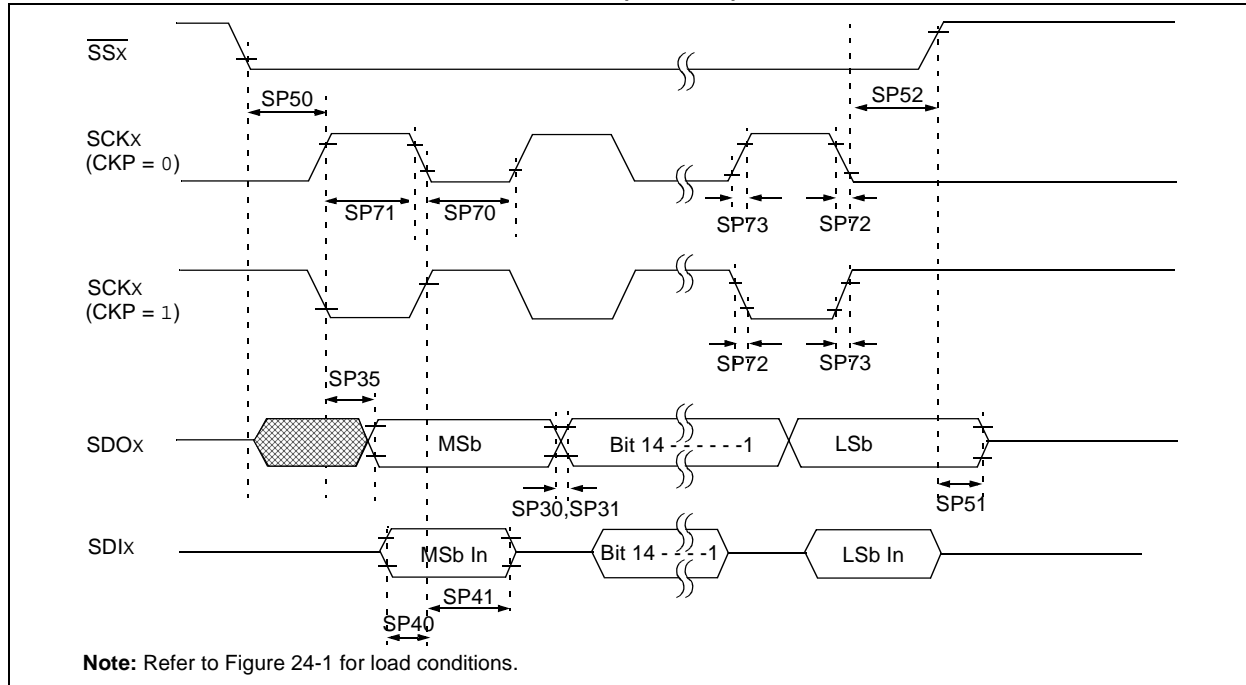 SSX
SP50
SP52
SCKX
(CKP = 0)
SP71
SP70
SP73
SP72
SCKX
(CKP = 1)
SP72
SP73
SP35
SDOX
MSb
Bit 14 - - - - - -1
LSb
SP30,SP31
SP51
SDIX
MSb In
Bit 14 - - - -1
LSb In
SP41
SP40
Note: Refer to Figure 24-1 for load conditions.